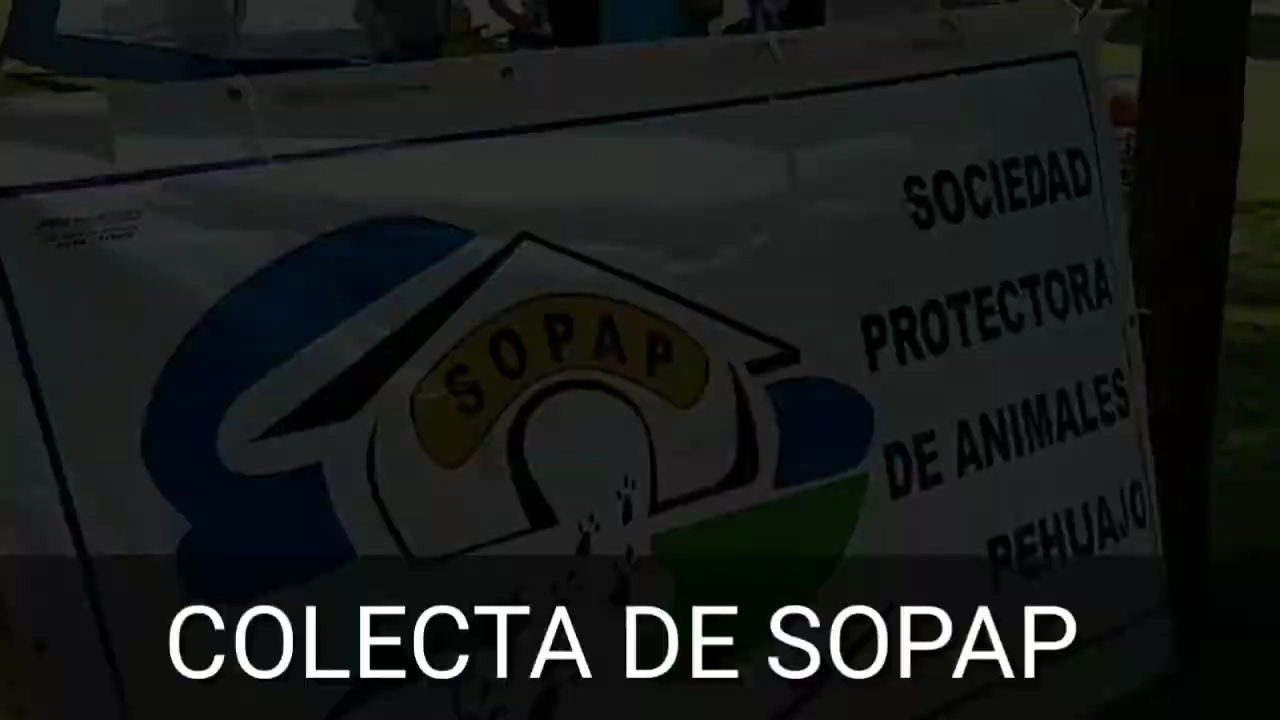 SOCIEDAD
PROTECTORA
SOPAP
DE ANIMALES
PEHUAJO
COLECTA DE SOPAP